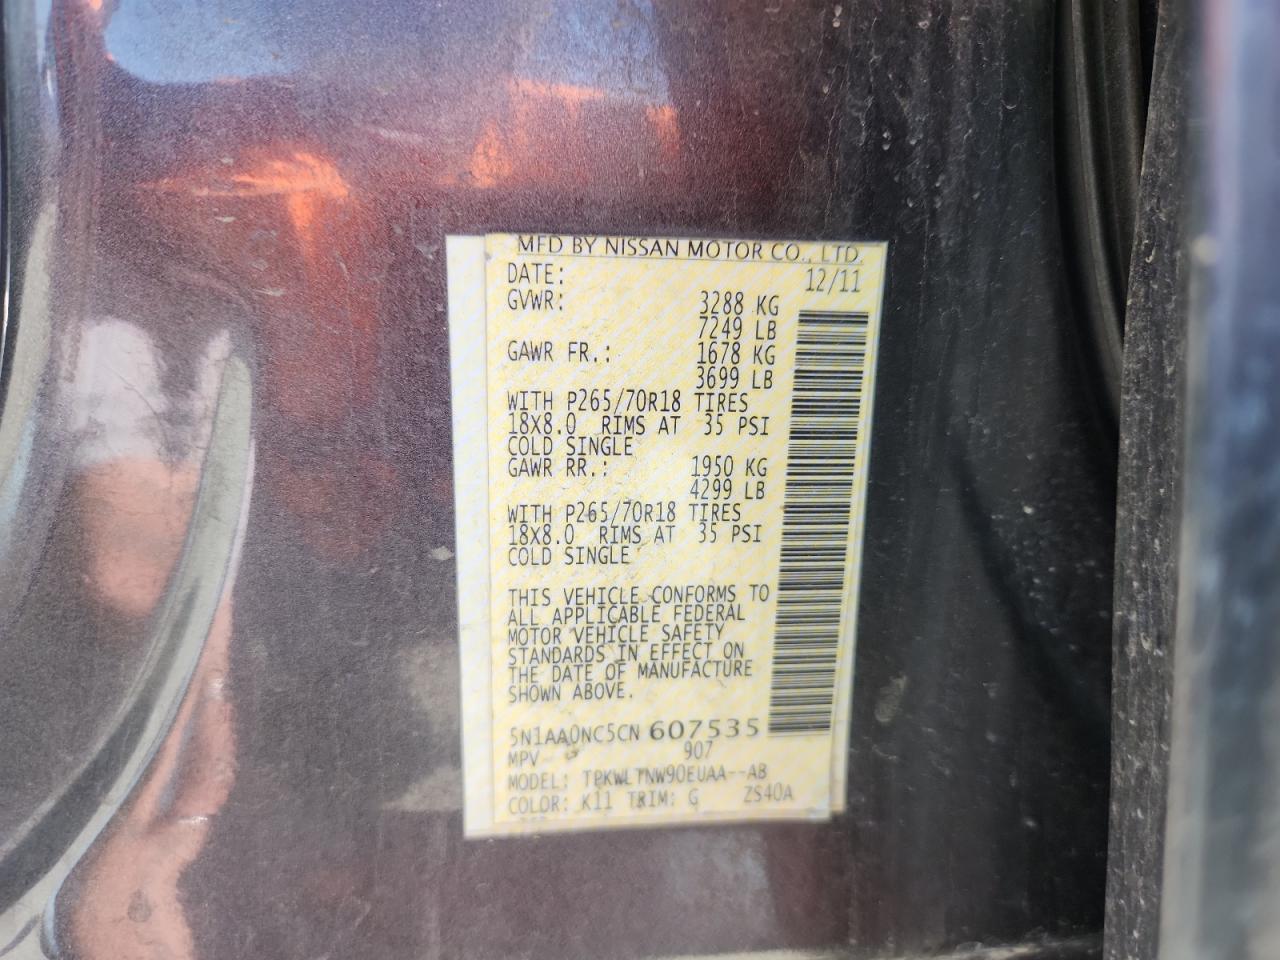 MFD BY NISSAN MOTOR CO., LTD.
DATE: 12/11
GVWR: 3288 KG
7249 LB
GAWR FR.: 1678 KG
3699 LB
WITH P265/70R18 TIRES
18X8.0 RIMS AT 35 PSI
COLD SINGLE
GAWR RR.: 1950 KG
4299 LB
WITH P265/70R18 TIRES
18X8.0 RIMS AT 35 PSI
COLD SINGLE
THIS VEHICLE CONFORMS TO
ALL APPLICABLE FEDERAL
MOTOR VEHICLE SAFETY
STANDARDS IN EFFECT ON
THE DATE OF MANUFACTURE
SHOWN ABOVE.
5N1AA0NC5CN 607535
MPV 907
MODEL: TPKWLTNW90EUAA--AB
COLOR: K11 TRIM: G ZS40A